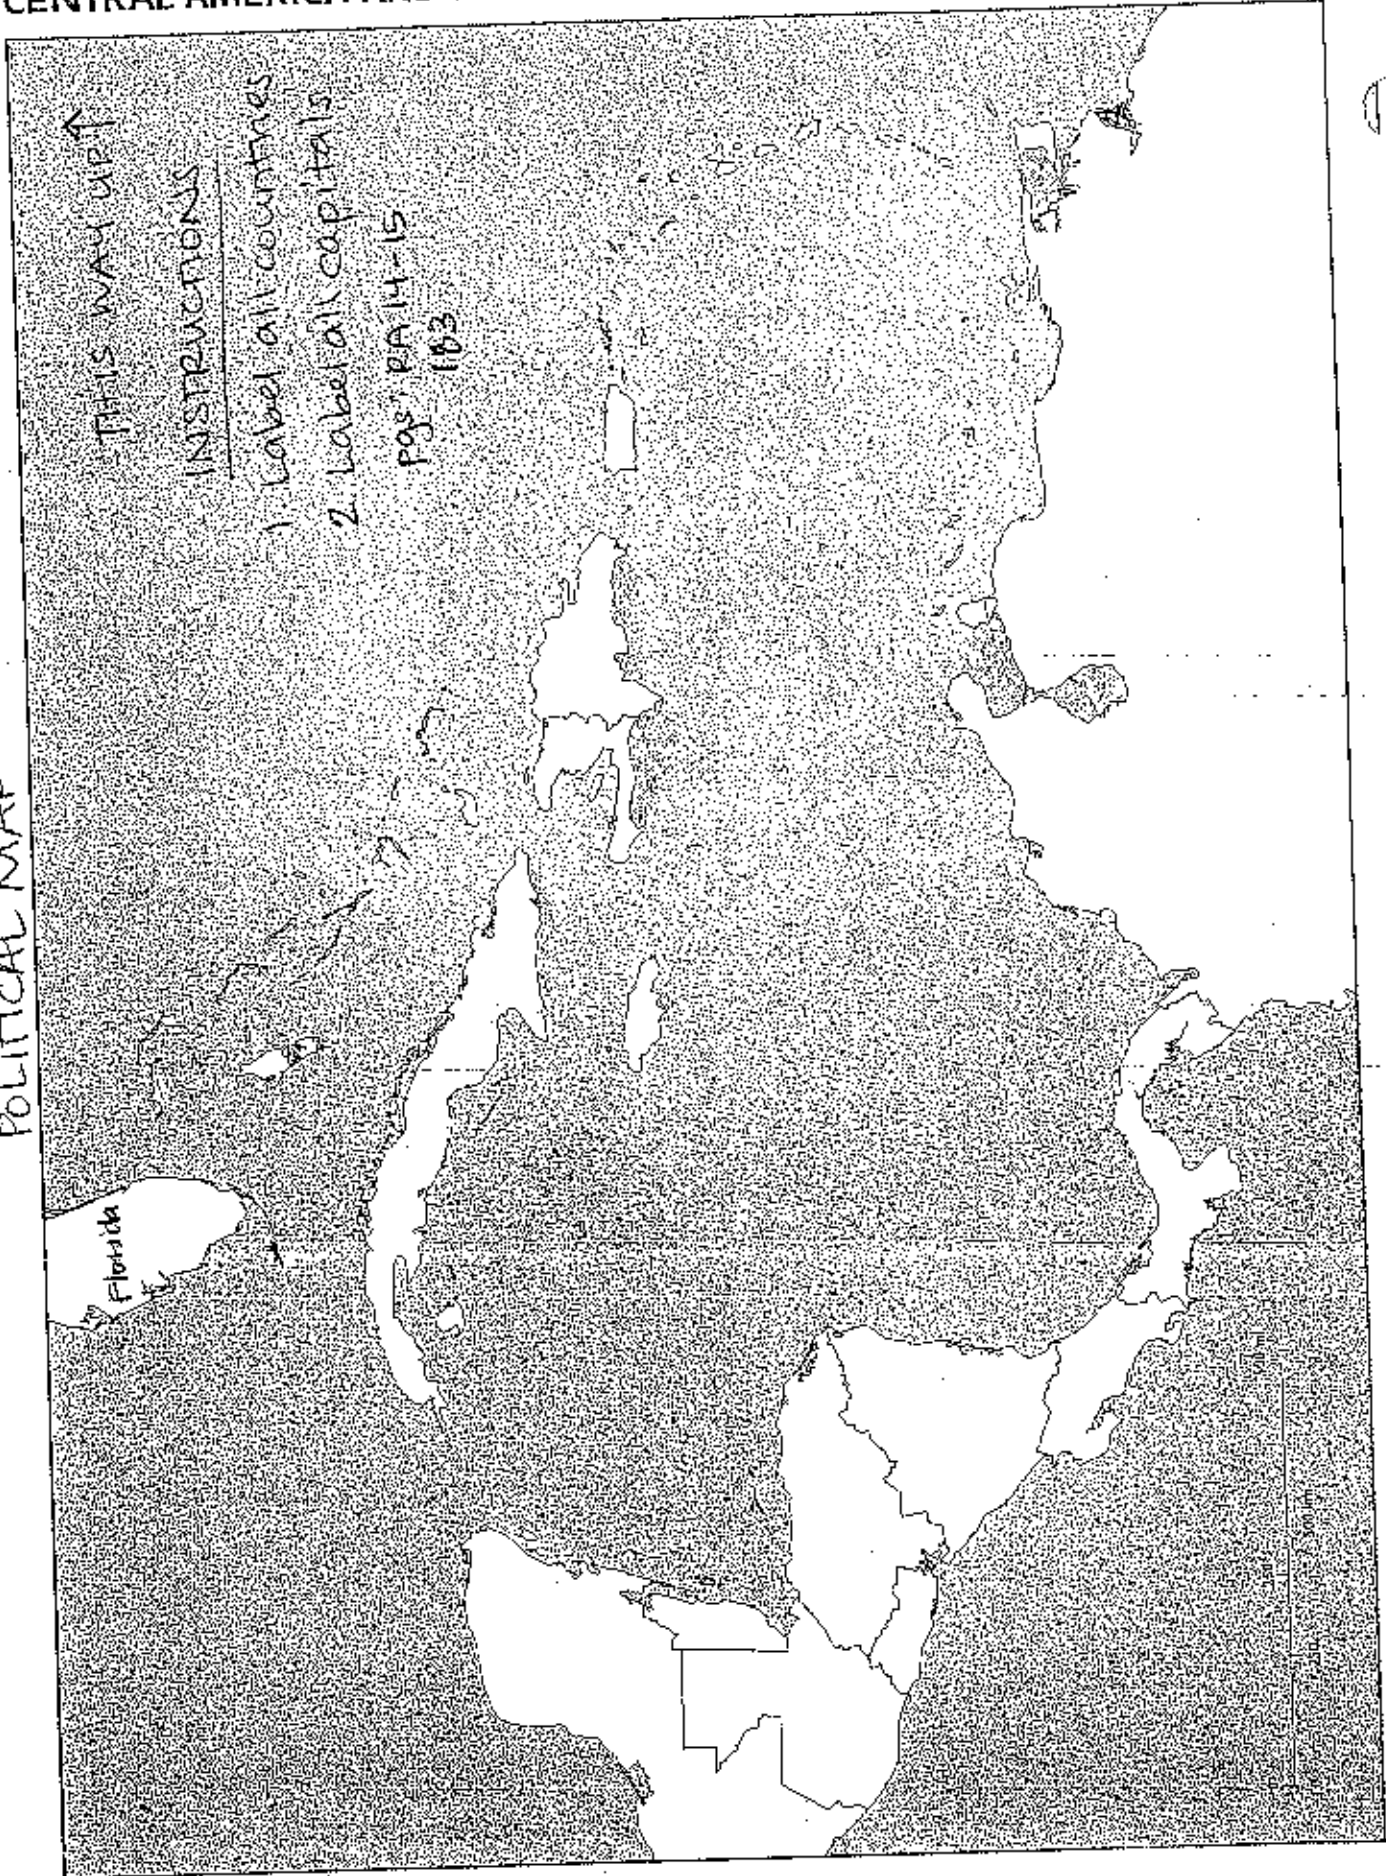 CENTRAL AMERICA AND
POLITICAL MAP
THIS WAY UP ↑
INSTRUCTIONS
1. Label all countries
2. Label all capitals
pgs. RA 14-15
183
Florida